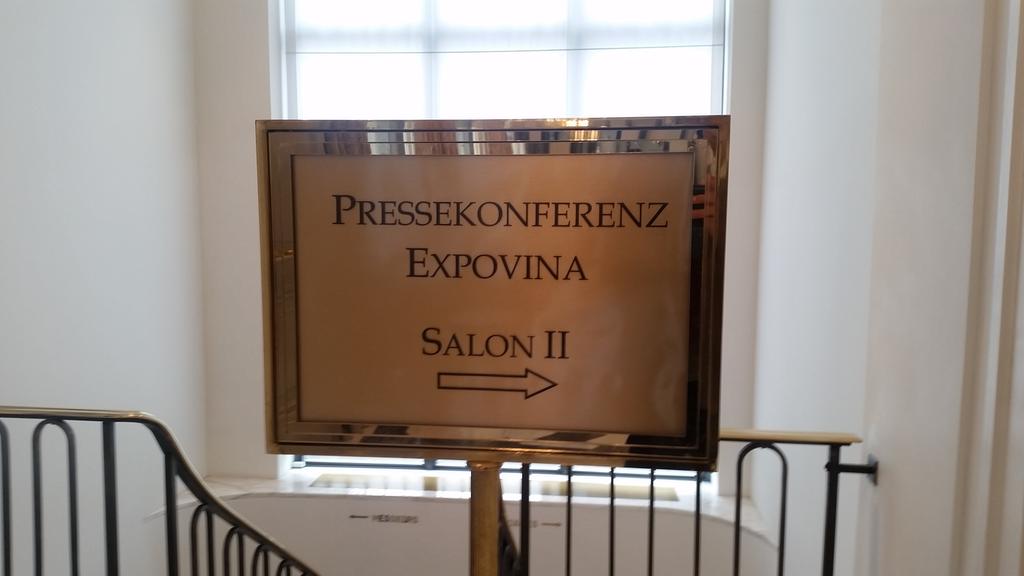 PRESSEKONFERENZ
EXPOVINA
SALON II